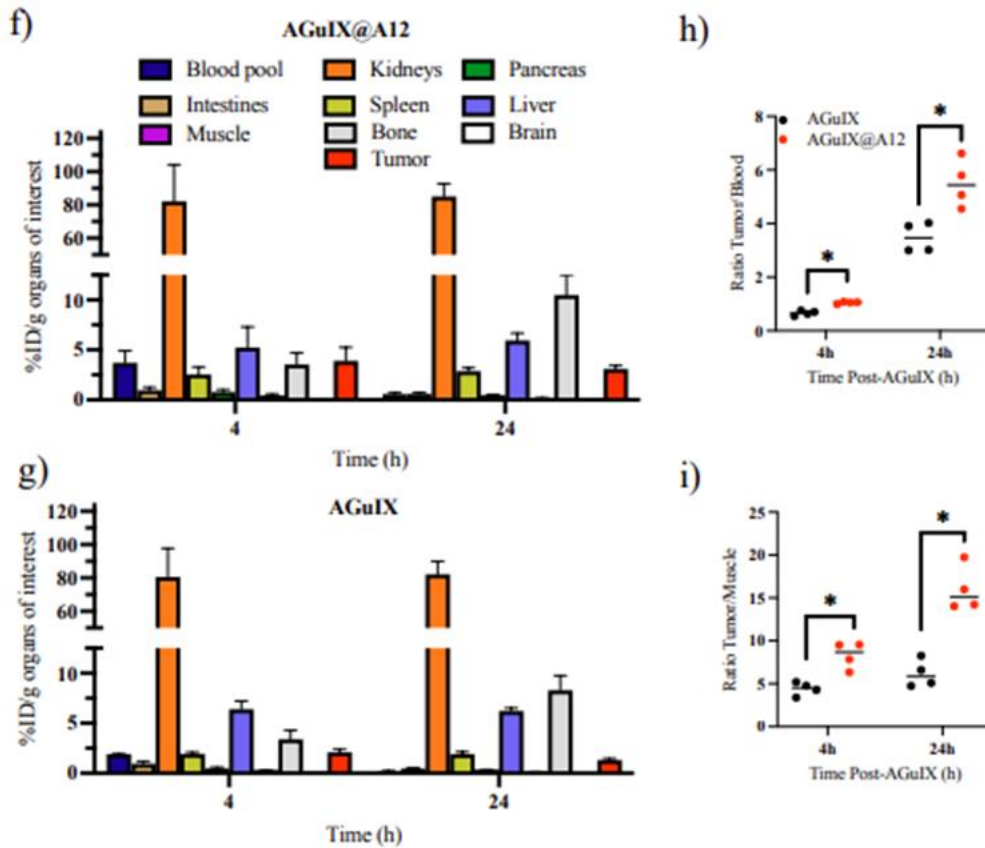 f)
AGuIX@A12
Blood pool
Kidneys
Pancreas
Intestines
Spleen
Liver
Muscle
Bone
Brain
Tumor
%ID/g organs of interest
120
100
80
60
10
5
0
4
24
Time (h)
g)
AGuIX
%ID/g organs of interest
120
100
80
60
10
5
0
4
24
Time (h)
h)
AGuIX
AGuIX@A12
Ratio Tumor/Blood
8
6
4
2
0
*
*
4h
24h
Time Post-AGuIX (h)
i)
Ratio Tumor/Muscle
25
20
15
10
5
0
*
*
4h
24h
Time Post-AGuIX (h)